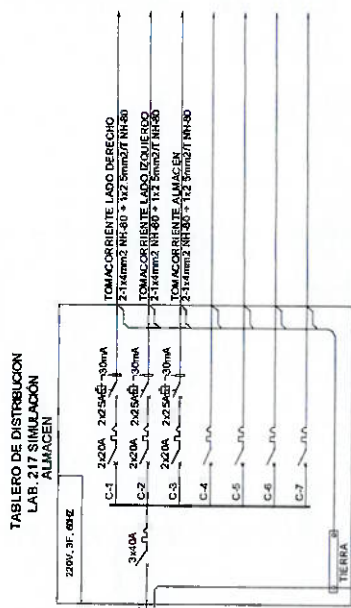 TABLERO DE DISTRIBUCION
LAB. 217 SIMULACIÓN
ALMACEN
220V, 3F, 60HZ
3x40A
C-1
2x20A
2x25A
30mA
TOMACORRIENTE LADO DERECHO
2-1x4mm2 NH-80 + 1x2.5mm2/T NH-80
C-2
2x20A
2x25A
30mA
TOMACORRIENTE LADO IZQUIERDO
2-1x4mm2 NH-80 + 1x2.5mm2/T NH-80
C-3
2x20A
2x25A
30mA
TOMACORRIENTE ALMACÉN
2-1x4mm2 NH-80 + 1x2.5mm2/T NH-80
C-4
C-5
C-6
C-7
TIERRA